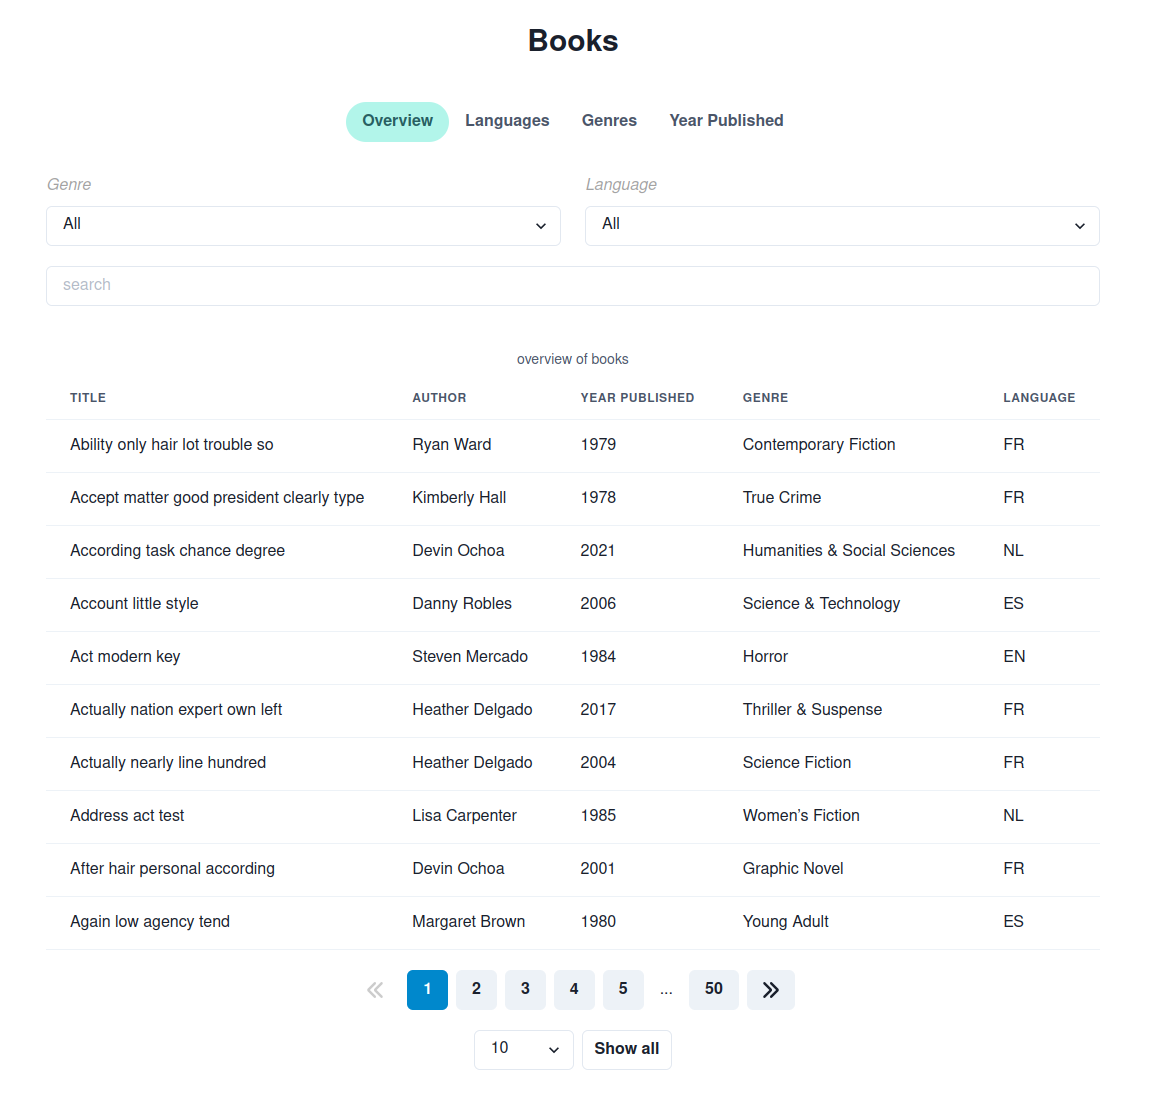 Books
Overview Languages Genres Year Published
Genre Language
All All
search
overview of books
TITLE AUTHOR YEAR PUBLISHED GENRE LANGUAGE
Ability only hair lot trouble so Ryan Ward 1979 Contemporary Fiction FR
Accept matter good president clearly type Kimberly Hall 1978 True Crime FR
According task chance degree Devin Ochoa 2021 Humanities & Social Sciences NL
Account little style Danny Robles 2006 Science & Technology ES
Act modern key Steven Mercado 1984 Horror EN
Actually nation expert own left Heather Delgado 2017 Thriller & Suspense FR
Actually nearly line hundred Heather Delgado 2004 Science Fiction FR
Address act test Lisa Carpenter 1985 Women’s Fiction NL
After hair personal according Devin Ochoa 2001 Graphic Novel FR
Again low agency tend Margaret Brown 1980 Young Adult ES
« 1 2 3 4 5 ... 50 »
10 Show all